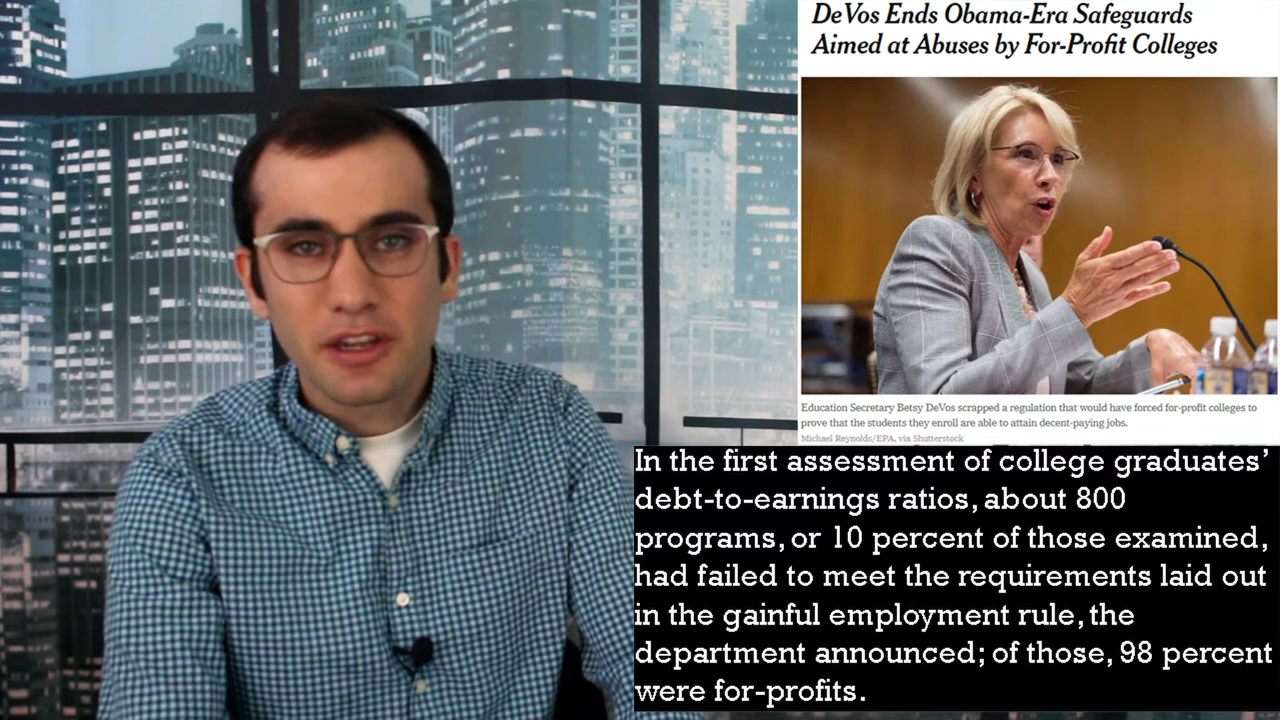 DeVos Ends Obama-Era Safeguards
Aimed at Abuses by For-Profit Colleges
Education Secretary Betsy DeVos scrapped a regulation that would have forced for-profit colleges to
prove that the students they enroll are able to attain decent-paying jobs.
Michael Reynolds/EPA, via Shutterstock
In the first assessment of college graduates’
debt-to-earnings ratios, about 800
programs, or 10 percent of those examined,
had failed to meet the requirements laid out
in the gainful employment rule, the
department announced; of those, 98 percent
were for-profits.